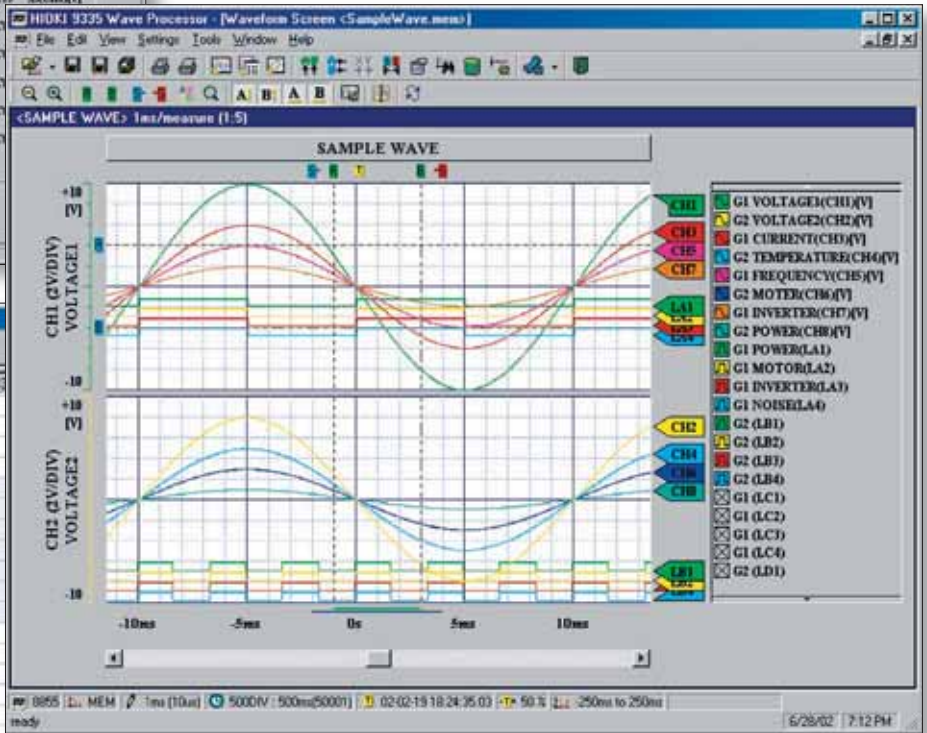 HIOKI 9335 Wave Processor - [Waveform Screen <SampleWave.mem>]
File Edit View Settings Tools Window Help
A B A B
<SAMPLE WAVE> 1ms/measure (1:5)
SAMPLE WAVE
+10
[V]
CH1 (2V/DIV)
VOLTAGE1
-10
+10
[V]
CH2 (2V/DIV)
VOLTAGE2
-10
CH1
CH3
CH5
CH7
LA1
LA2
CH2
CH4
CH6
CH8
LB1
-10ms -5ms 0s 5ms 10ms
G1 VOLTAGE1(CH1)[V]
G2 VOLTAGE2(CH2)[V]
G1 CURRENT(CH3)[V]
G2 TEMPERATURE(CH4)[V]
G1 FREQUENCY(CH5)[V]
G2 MOTER(CH6)[V]
G1 INVERTER(CH7)[V]
G2 POWER(CH8)[V]
G1 POWER(LA1)
G1 MOTOR(LA2)
G1 INVERTER(LA3)
G1 NOISE(LA4)
G2 (LB1)
G2 (LB2)
G2 (LB3)
G2 (LB4)
G1 (LC1)
G1 (LC2)
G1 (LC3)
G1 (LC4)
G2 (LD1)
8855 MEM 1ms (10us) 500DIV : 500ms(50001) T 02-02-19 18:24:35.03 T 50 % -250ms to 250ms
ready 6/28/02 7:12 PM